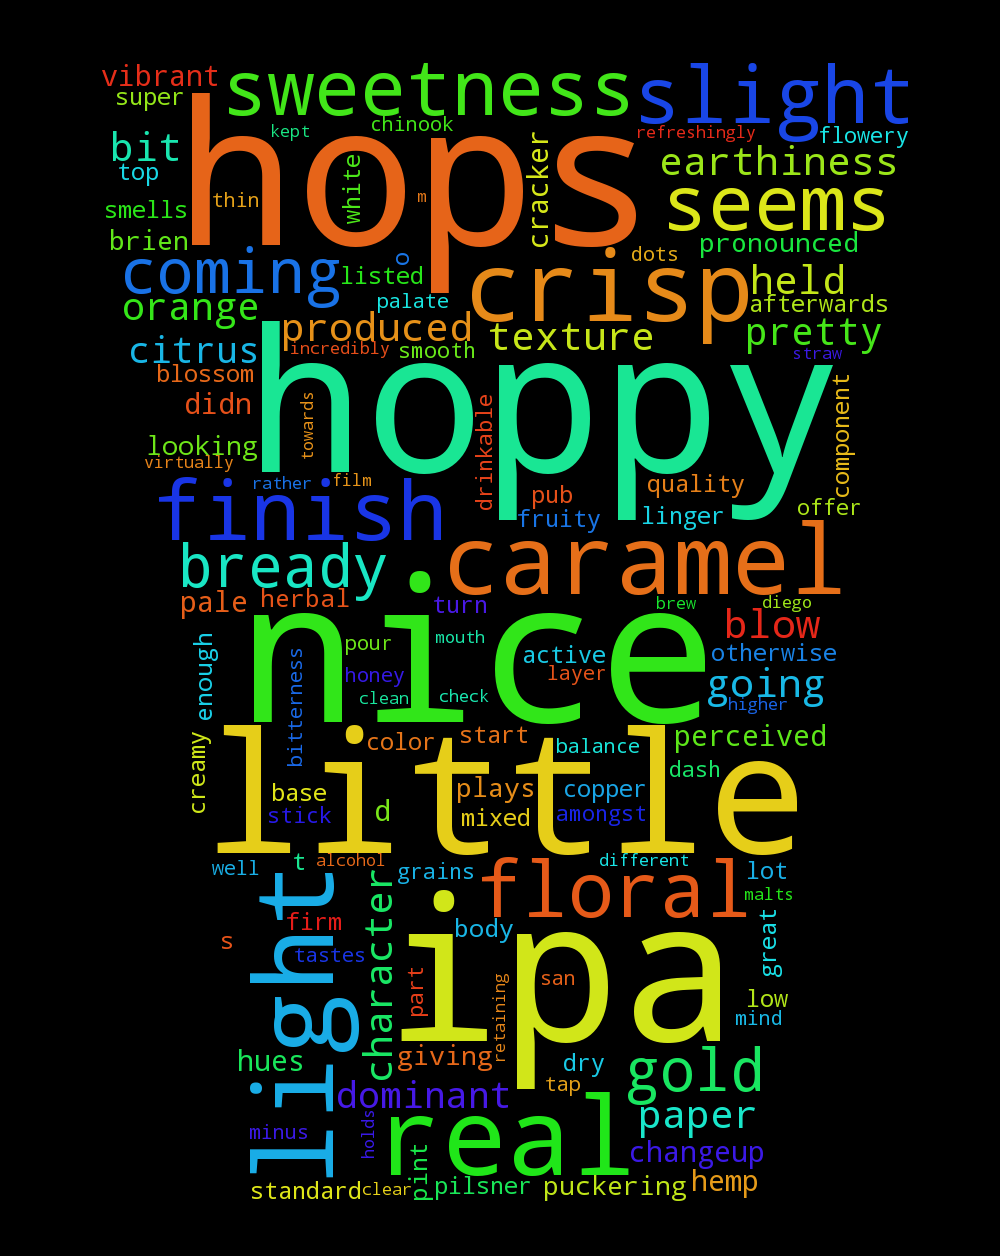 vibrant sweetness slight
super kept chinook refreshingly flowery
bit hops cracker earthiness
top thin white m seems
smells
brien pronounced
coming o listed crisp dots held
orange palate afterwards
produced texture pretty
citrus incredibly smooth straw
blossom hoppy
didn towards drinkable component
looking
virtually
rather film quality
finish pub offer
fruity linger
bready caramel
pale herbal turn brew diego
nice blow
enough bitterness pour mouth active otherwise
honey layer going
clean check higher
creamy little color start balance perceived
dash
base plays copper
stick d mixed amongst
well t alcohol grains different lot
light character floral malts
firm body great
s tastes ipa
part retaining san low
mind
hues giving dry gold
dominant tap
paper
minus holds real changeup
standard clear pint pilsner puckering hemp